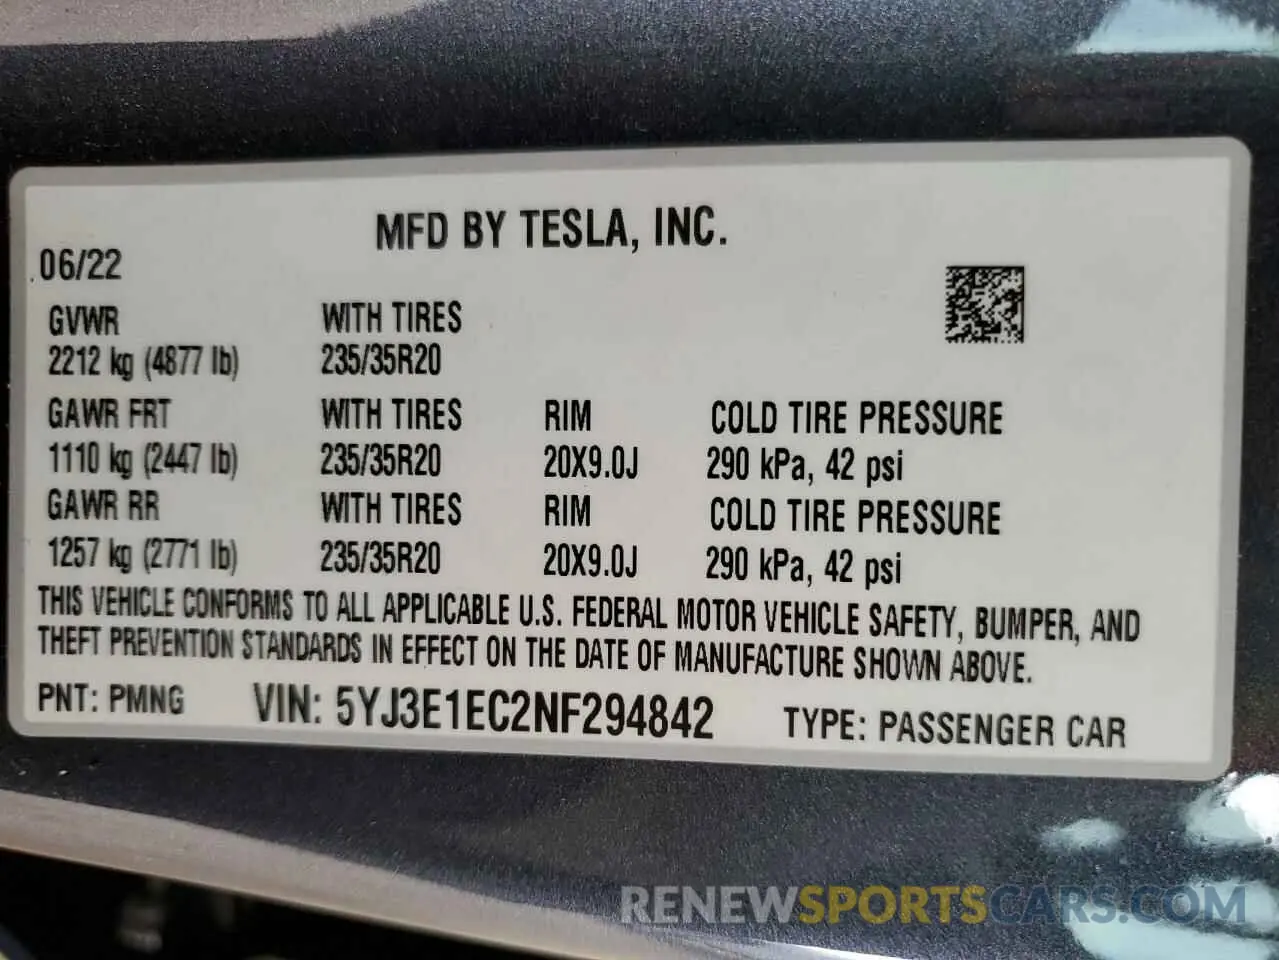 MFD BY TESLA, INC.
06/22
GVWR WITH TIRES
2212 kg (4877 lb) 235/35R20
GAWR FRT WITH TIRES RIM COLD TIRE PRESSURE
1110 kg (2447 lb) 235/35R20 20X9.0J 290 kPa, 42 psi
GAWR RR WITH TIRES RIM COLD TIRE PRESSURE
1257 kg (2771 lb) 235/35R20 20X9.0J 290 kPa, 42 psi
THIS VEHICLE CONFORMS TO ALL APPLICABLE U.S. FEDERAL MOTOR VEHICLE SAFETY, BUMPER, AND
THEFT PREVENTION STANDARDS IN EFFECT ON THE DATE OF MANUFACTURE SHOWN ABOVE.
PNT: PMNG VIN: 5YJ3E1EC2NF294842 TYPE: PASSENGER CAR
RENEWSPORTSCARS.COM